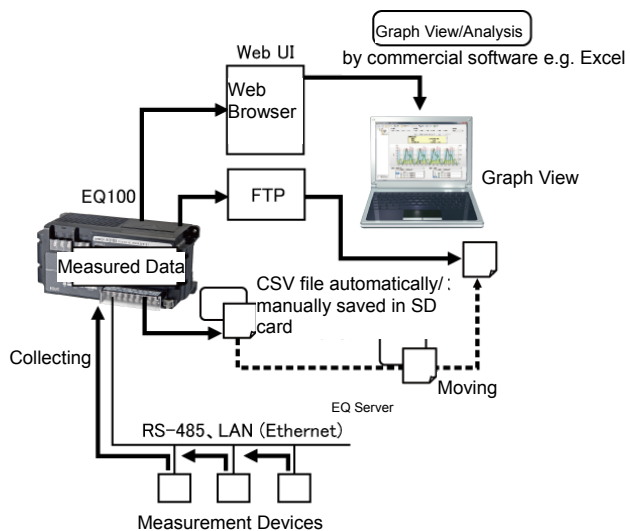 Graph View/Analysis
by commercial software e.g. Excel
Web UI
Web
Browser
Graph View
EQ100
FTP
Measured Data
CSV file automatically/:
manually saved in SD
card
Collecting
Moving
EQ Server
RS-485、LAN (Ethernet)
Measurement Devices